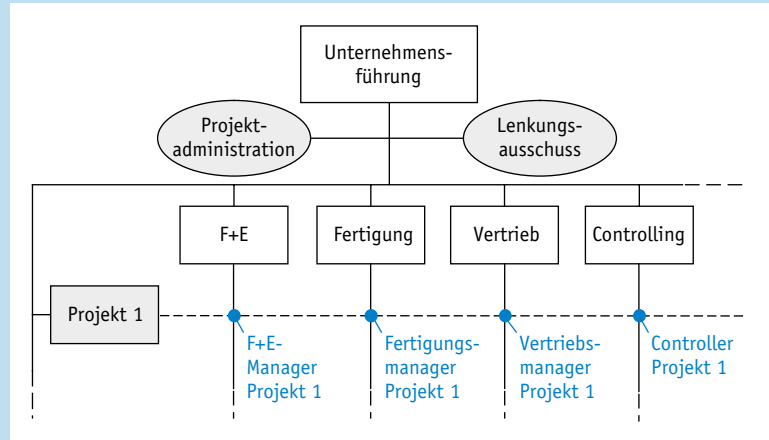 Unternehmens-
führung
Projekt-
administration
Lenkungs-
ausschuss
F+E
Fertigung
Vertrieb
Controlling
Projekt 1
F+E-
Manager
Projekt 1
Fertigungs-
manager
Projekt 1
Vertriebs-
manager
Projekt 1
Controller
Projekt 1